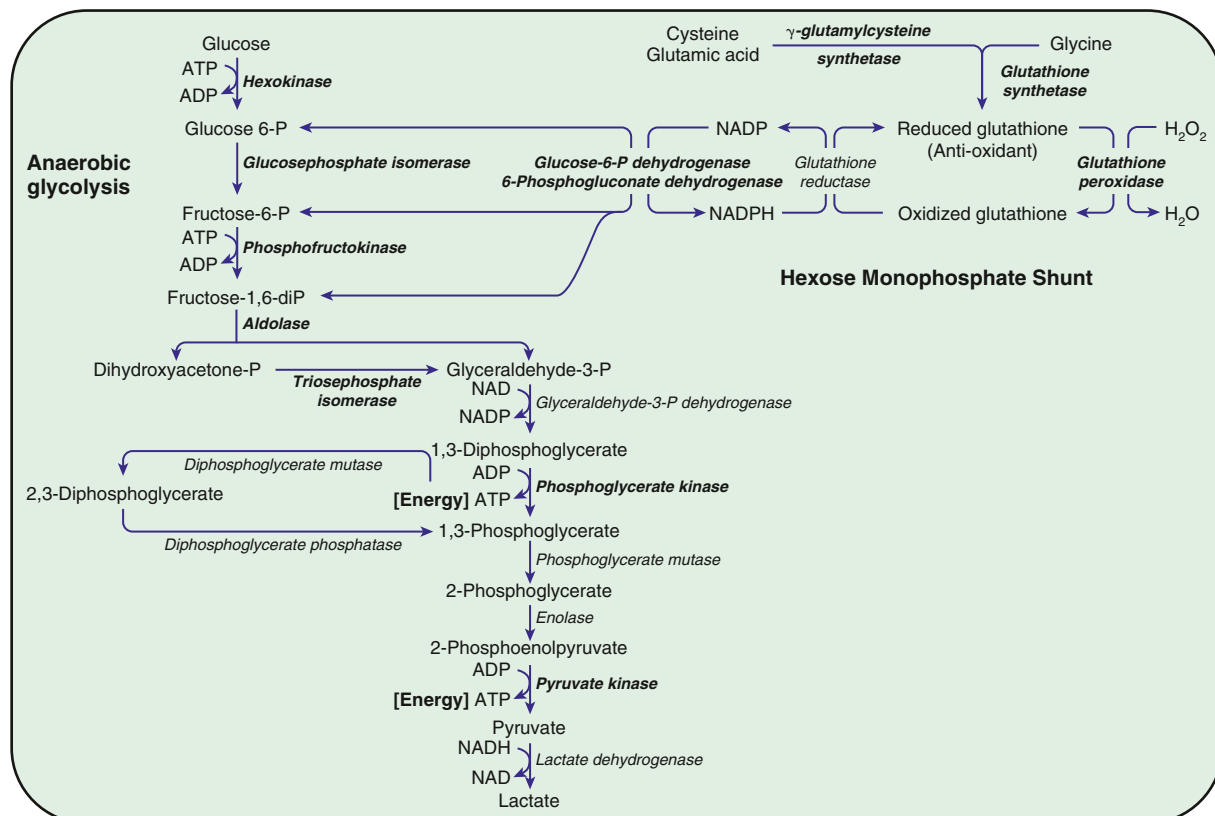 Glucose
ATP
Hexokinase
ADP
Glucose 6-P
Anaerobic
glycolysis
Glucosephosphate isomerase
Fructose-6-P
ATP
Phosphofructokinase
ADP
Fructose-1,6-diP
Aldolase
Dihydroxyacetone-P
Triosephosphate
isomerase
Glyceraldehyde-3-P
NAD
Glyceraldehyde-3-P dehydrogenase
NADP
1,3-Diphosphoglycerate
Diphosphoglycerate mutase
2,3-Diphosphoglycerate
ADP
Phosphoglycerate kinase
[Energy] ATP
Diphosphoglycerate phosphatase
1,3-Phosphoglycerate
Phosphoglycerate mutase
2-Phosphoglycerate
Enolase
2-Phosphoenolpyruvate
ADP
Pyruvate kinase
[Energy] ATP
Pyruvate
NADH
Lactate dehydrogenase
NAD
Lactate
Cysteine
Glutamic acid
γ-glutamylcysteine
synthetase
Glycine
Glutathione
synthetase
NADP
Glucose-6-P dehydrogenase
6-Phosphogluconate dehydrogenase
NADPH
Glutathione
reductase
Reduced glutathione
(Anti-oxidant)
Oxidized glutathione
Glutathione
peroxidase
H2O2
H2O
Hexose Monophosphate Shunt